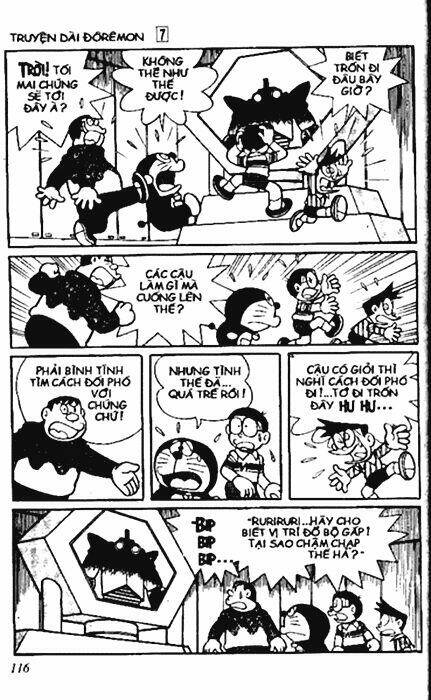 TRUYỆN DÀI ĐÔRÊMON 7
TRỜI! TỐI
MAI CHÚNG
SẼ TỚI
ĐÂY À?
KHÔNG
THỂ NHƯ
THẾ
ĐƯỢC!
BIẾT
TRỐN ĐI
ĐÂU BÂY
GIỜ?
CÁC CẬU
LÀM GÌ MÀ
CUỐNG LÊN
THẾ?
PHẢI BÌNH TĨNH
TÌM CÁCH ĐỐI PHÓ
VỚI
CHÚNG
CHỨ!
NHƯNG TÌNH
THẾ ĐÃ...
QUÁ TRỄ RỒI!
CẬU CÓ GIỎI THÌ
NGHĨ CÁCH ĐỐI PHÓ
ĐI!...TỚ ĐI TRỐN
ĐÂY HU HU...
-BIP
BIP
BIP...
"RURIRURI...HÃY CHO
BIẾT VỊ TRÍ ĐỔ BỘ GẤP!
TẠI SAO CHẬM CHẠP
THẾ HẢ?"
116